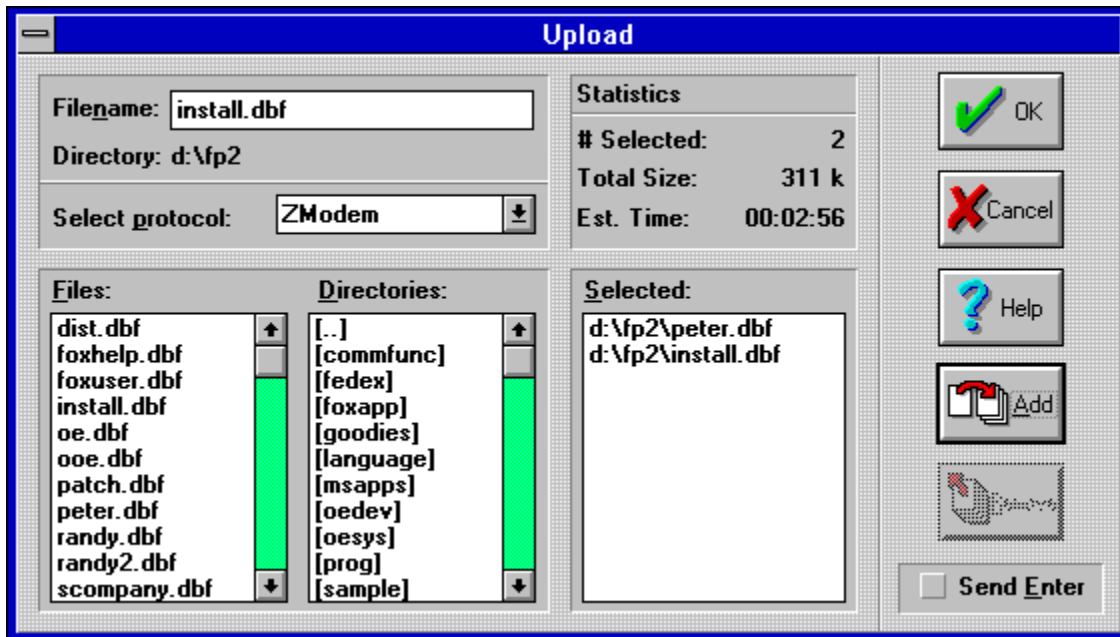 Upload
Filename: install.dbf
Directory: d:\fp2
Select protocol: ZModem
Statistics
# Selected: 2
Total Size: 311 k
Est. Time: 00:02:56
Files:
dist.dbf
foxhelp.dbf
foxuser.dbf
install.dbf
oe.dbf
ooe.dbf
patch.dbf
peter.dbf
randy.dbf
randy2.dbf
scompany.dbf
Directories:
[..]
[commfunc]
[fedex]
[foxapp]
[goodies]
[language]
[msapps]
[oedev]
[oesys]
[prog]
[sample]
Selected:
d:\fp2\peter.dbf
d:\fp2\install.dbf
OK
Cancel
Help
Add
Send Enter